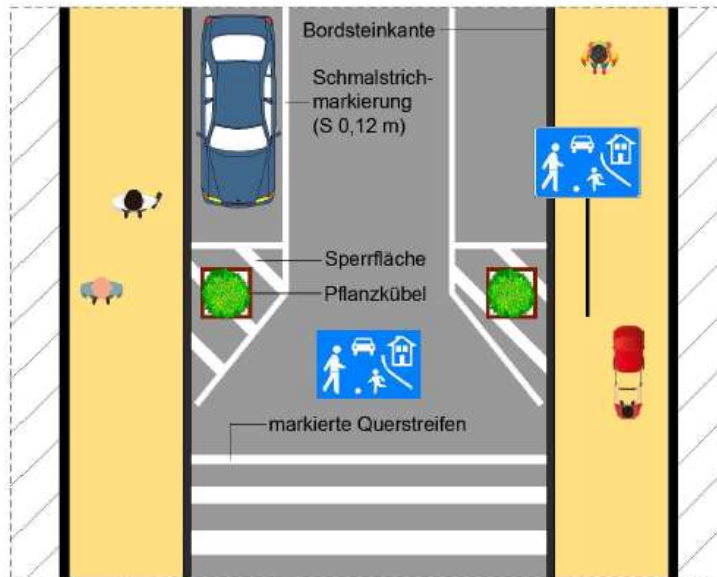 Bordsteinkante
Schmalstrich-
markierung
(S 0,12 m)
Sperrfläche
Pflanzkübel
markierte Querstreifen